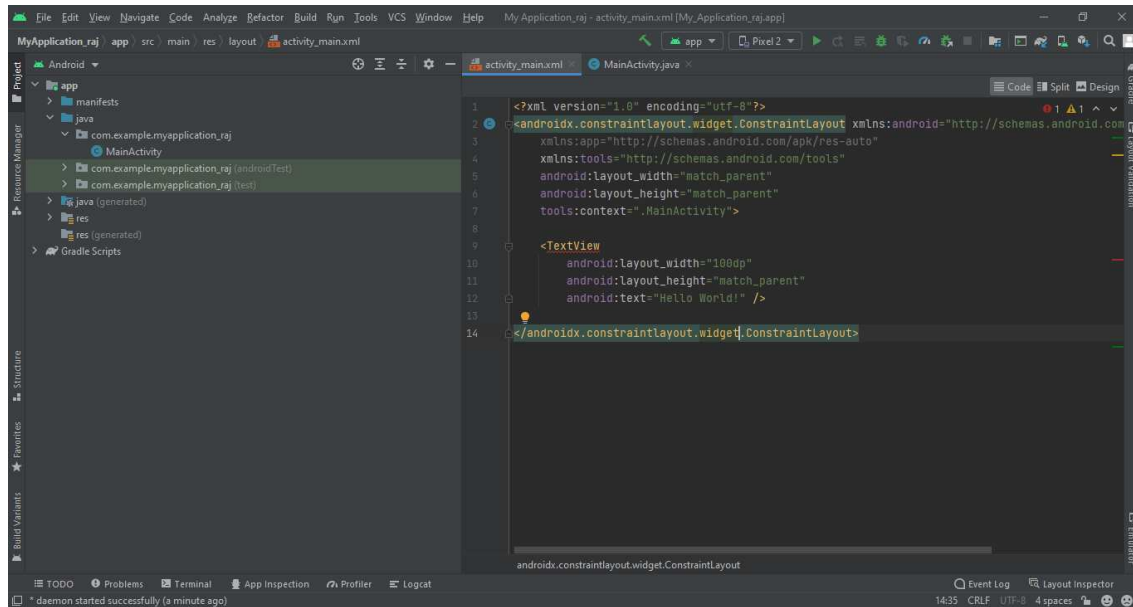 File Edit View Navigate Code Analyze Refactor Build Run Tools VCS Window Help My Application_raj - activity_main.xml [My_Application_raj.app]
MyApplication_raj app src main res layout activity_main.xml
app Pixel 2
Project
Resource Manager
Structure
Favorites
Build Variants
Android
app
manifests
java
com.example.myapplication_raj
MainActivity
com.example.myapplication_raj (androidTest)
com.example.myapplication_raj (test)
java (generated)
res
res (generated)
Gradle Scripts
activity_main.xml MainActivity.java
Code Split Design
1 1
1 <?xml version="1.0" encoding="utf-8"?>
2 <androidx.constraintlayout.widget.ConstraintLayout xmlns:android="http://schemas.android.com
3 xmlns:app="http://schemas.android.com/apk/res-auto"
4 xmlns:tools="http://schemas.android.com/tools"
5 android:layout_width="match_parent"
6 android:layout_height="match_parent"
7 tools:context=".MainActivity">
8
9 <TextView
10 android:layout_width="100dp"
11 android:layout_height="match_parent"
12 android:text="Hello World!" />
13
14 </androidx.constraintlayout.widget.ConstraintLayout>
androidx.constraintlayout.widget.ConstraintLayout
Gradle
Layout Validation
Emulator
TODO Problems Terminal App Inspection Profiler Logcat Event Log Layout Inspector
* daemon started successfully (a minute ago) 14:35 CRLF UTF-8 4 spaces